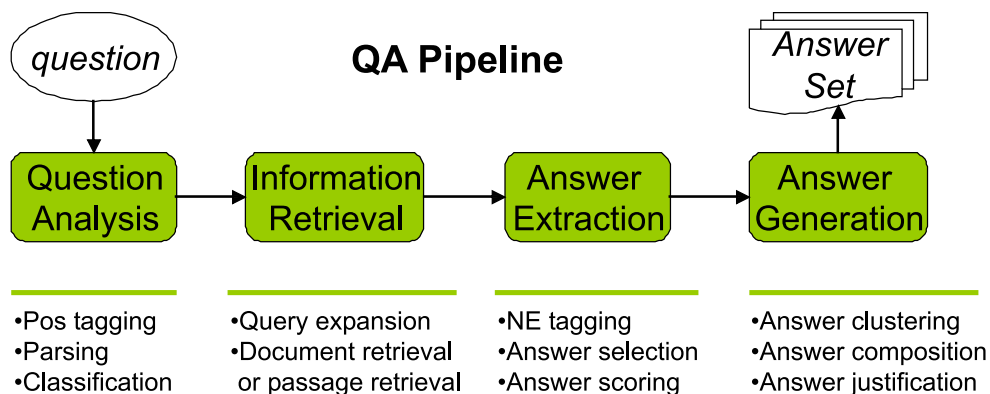 question
QA Pipeline
Answer
Set
Question
Analysis
Information
Retrieval
Answer
Extraction
Answer
Generation
•Pos tagging
•Parsing
•Classification
•Query expansion
•Document retrieval
or passage retrieval
•NE tagging
•Answer selection
•Answer scoring
•Answer clustering
•Answer composition
•Answer justification